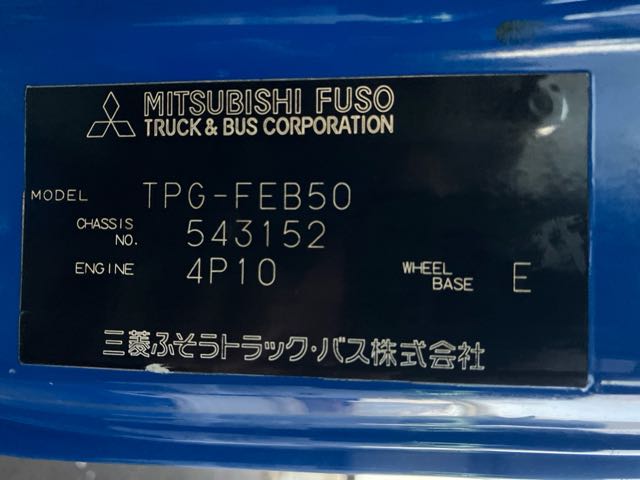 MITSUBISHI FUSO
TRUCK & BUS CORPORATION
MODEL TPG-FEB50
CHASSIS NO. 543152
ENGINE 4P10 WHEEL BASE E
三菱ふそうトラック・バス株式会社